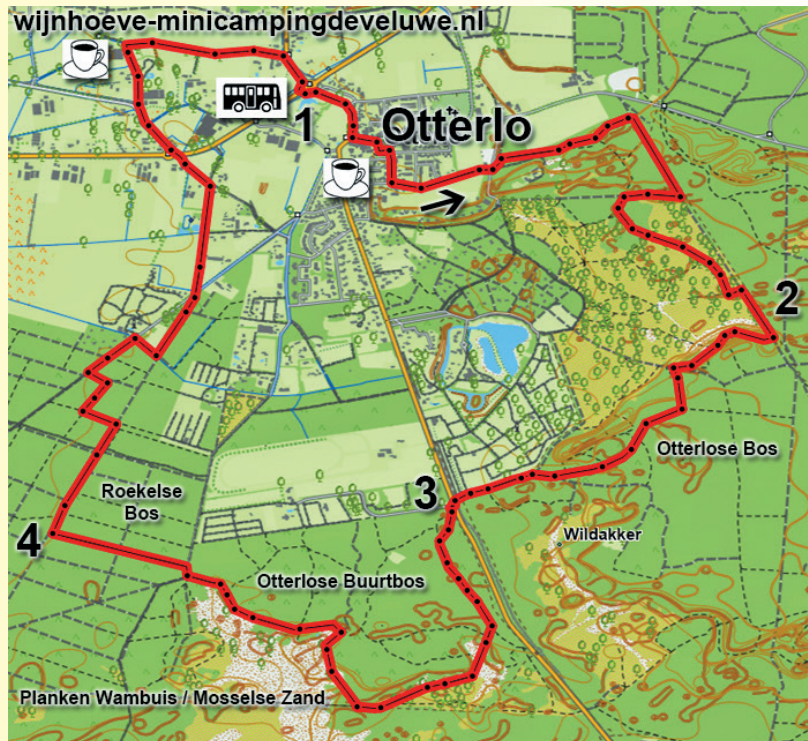 wijnhoeve-minicampingdeveluwe.nl
1
Otterlo
2
Otterlose Bos
3
Roekelse
Bos
Wildakker
4
Otterlose Buurtbos
Planken Wambuis / Mosselse Zand